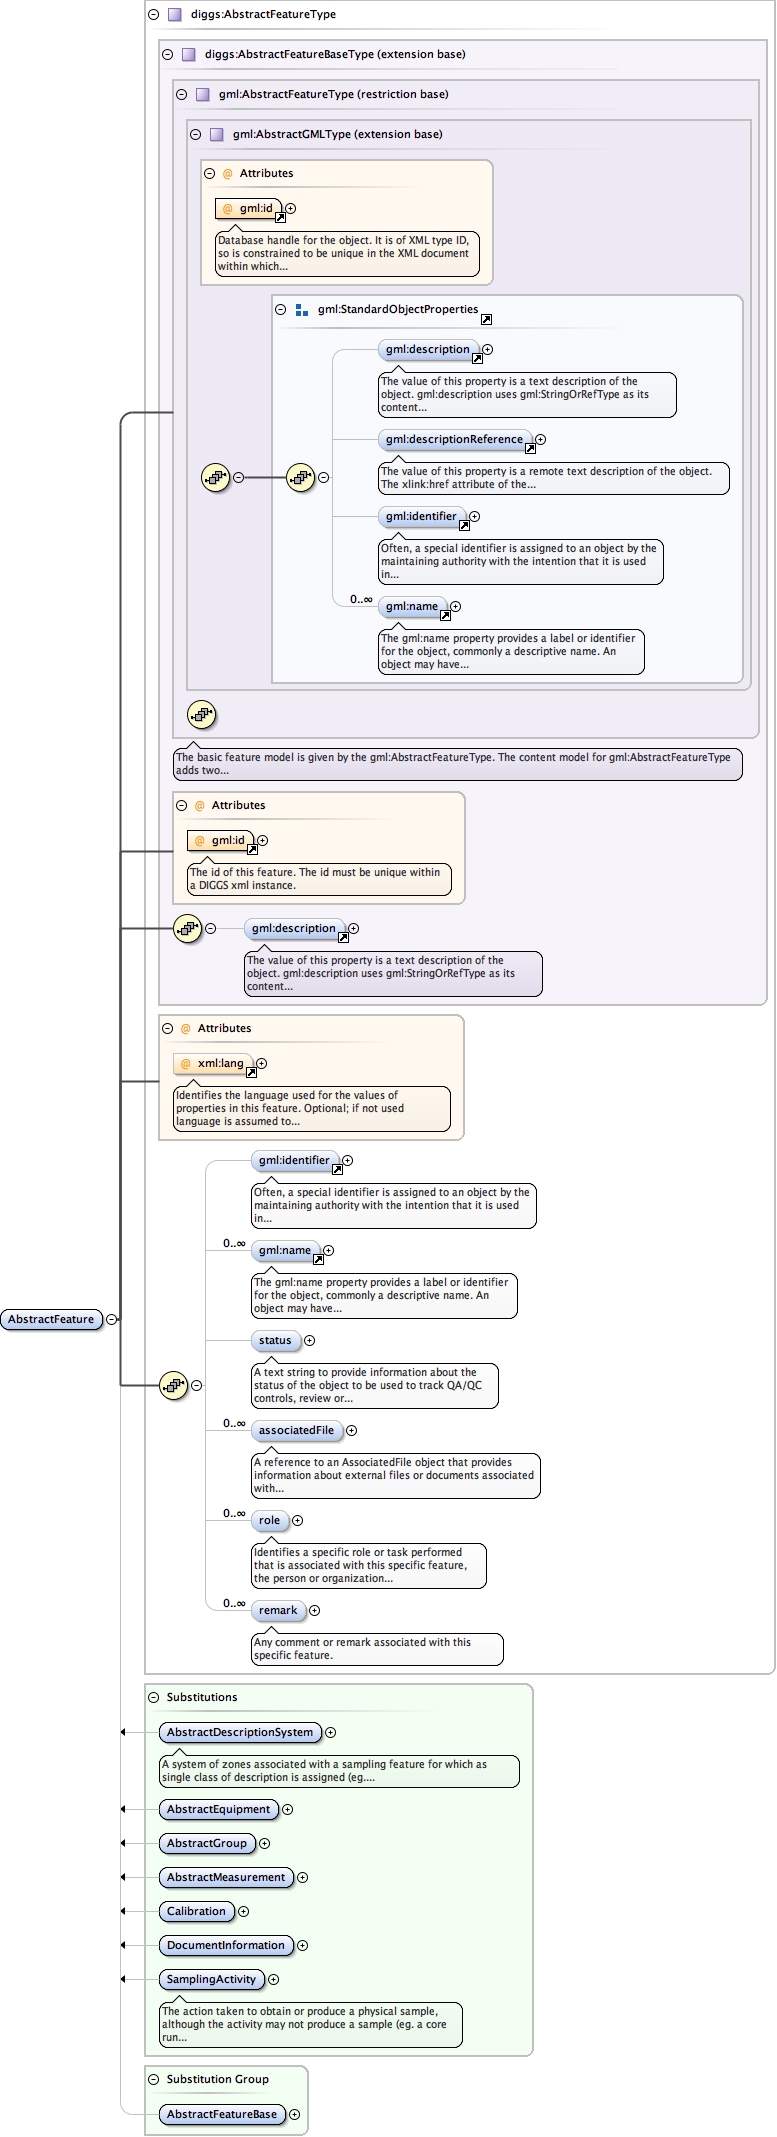 diggs:AbstractFeatureType
diggs:AbstractFeatureBaseType (extension base)
gml:AbstractFeatureType (restriction base)
gml:AbstractGMLType (extension base)
@ Attributes
@ gml:id
Database handle for the object. It is of XML type ID,
so is constrained to be unique in the XML document
within which...
gml:StandardObjectProperties
gml:description
The value of this property is a text description of the
object. gml:description uses gml:StringOrRefType as its
content...
gml:descriptionReference
The value of this property is a remote text description of the object.
The xlink:href attribute of the...
gml:identifier
Often, a special identifier is assigned to an object by the
maintaining authority with the intention that it is used
in...
0..∞
gml:name
The gml:name property provides a label or identifier
for the object, commonly a descriptive name. An
object may have...
The basic feature model is given by the gml:AbstractFeatureType. The content model for gml:AbstractFeatureType
adds two...
@ Attributes
@ gml:id
The id of this feature. The id must be unique within
a DIGGS xml instance.
gml:description
The value of this property is a text description of the
object. gml:description uses gml:StringOrRefType as its
content...
@ Attributes
@ xml:lang
Identifies the language used for the values of
properties in this feature. Optional; if not used
language is assumed to...
gml:identifier
Often, a special identifier is assigned to an object by the
maintaining authority with the intention that it is used
in...
0..∞
gml:name
The gml:name property provides a label or identifier
for the object, commonly a descriptive name. An
object may have...
AbstractFeature
status
A text string to provide information about the
status of the object to be used to track QA/QC
controls, review or...
0..∞
associatedFile
A reference to an AssociatedFile object that provides
information about external files or documents associated
with...
0..∞
role
Identifies a specific role or task performed
that is associated with this specific feature,
the person or organization...
0..∞
remark
Any comment or remark associated with this
specific feature.
Substitutions
AbstractDescriptionSystem
A system of zones associated with a sampling feature for which as
single class of description is assigned (eg....
AbstractEquipment
AbstractGroup
AbstractMeasurement
Calibration
DocumentInformation
SamplingActivity
The action taken to obtain or produce a physical sample,
although the activity may not produce a sample (eg. a core
run...
Substitution Group
AbstractFeatureBase